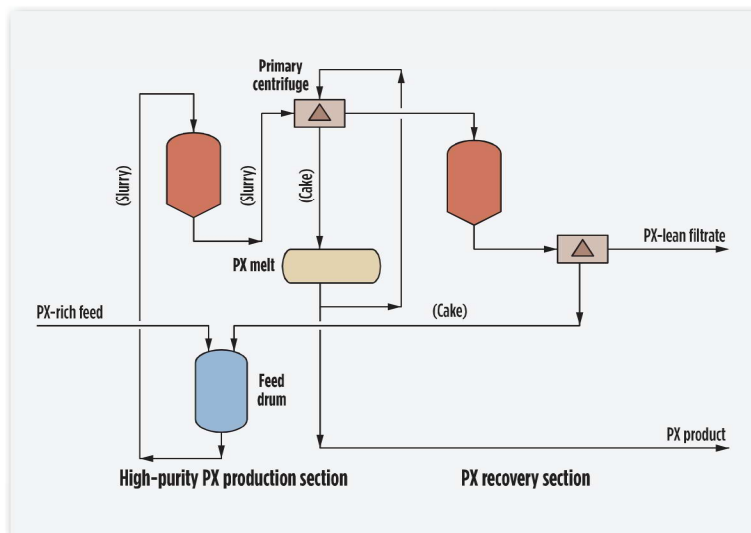 Primary
centrifuge
(Slurry)
(Slurry)
(Cake)
PX melt
PX-lean filtrate
PX-rich feed
(Cake)
Feed
drum
PX product
High-purity PX production section
PX recovery section